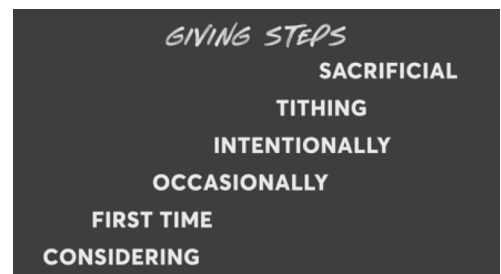 GIVING STEPS
SACRIFICIAL
TITHING
INTENTIONALLY
OCCASIONALLY
FIRST TIME
CONSIDERING